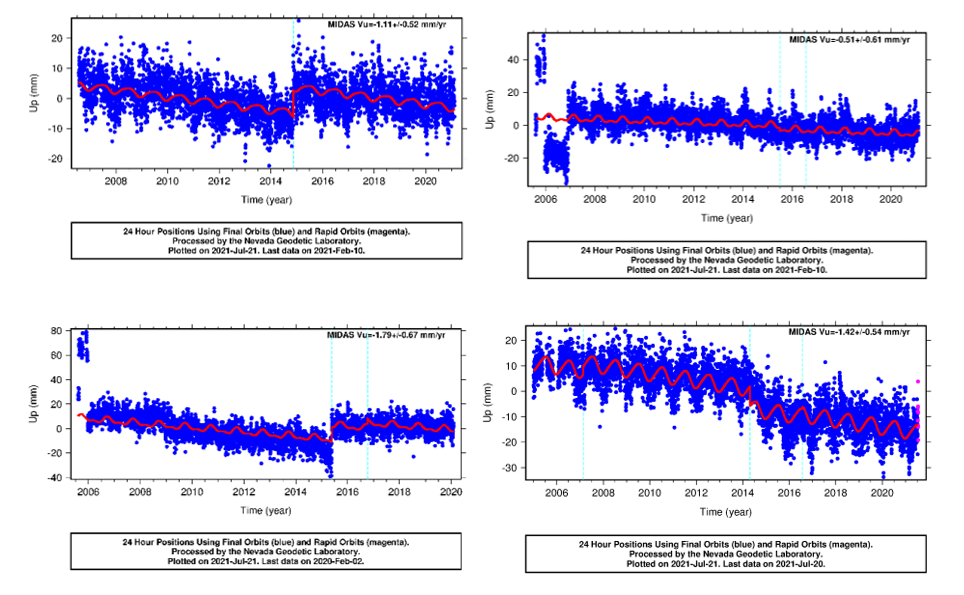 MIDAS Vu=-1.11+/-0.52 mm/yr
20
10
0
-10
-20
Up (mm)
2008 2010 2012 2014 2016 2018 2020
Time (year)
24 Hour Positions Using Final Orbits (blue) and Rapid Orbits (magenta).
Processed by the Nevada Geodetic Laboratory.
Plotted on 2021-Jul-21. Last data on 2021-Feb-10.
MIDAS Vu=-0.51+/-0.61 mm/yr
40
20
0
-20
Up (mm)
2006 2008 2010 2012 2014 2016 2018 2020
Time (year)
24 Hour Positions Using Final Orbits (blue) and Rapid Orbits (magenta).
Processed by the Nevada Geodetic Laboratory.
Plotted on 2021-Jul-21. Last data on 2021-Feb-10.
MIDAS Vu=-1.79+/-0.67 mm/yr
80
60
40
20
0
-20
-40
Up (mm)
2006 2008 2010 2012 2014 2016 2018 2020
Time (year)
24 Hour Positions Using Final Orbits (blue) and Rapid Orbits (magenta).
Processed by the Nevada Geodetic Laboratory.
Plotted on 2021-Jul-21. Last data on 2020-Feb-02.
MIDAS Vu=-1.42+/-0.54 mm/yr
20
10
0
-10
-20
-30
Up (mm)
2006 2008 2010 2012 2014 2016 2018 2020
Time (year)
24 Hour Positions Using Final Orbits (blue) and Rapid Orbits (magenta).
Processed by the Nevada Geodetic Laboratory.
Plotted on 2021-Jul-21. Last data on 2021-Jul-20.